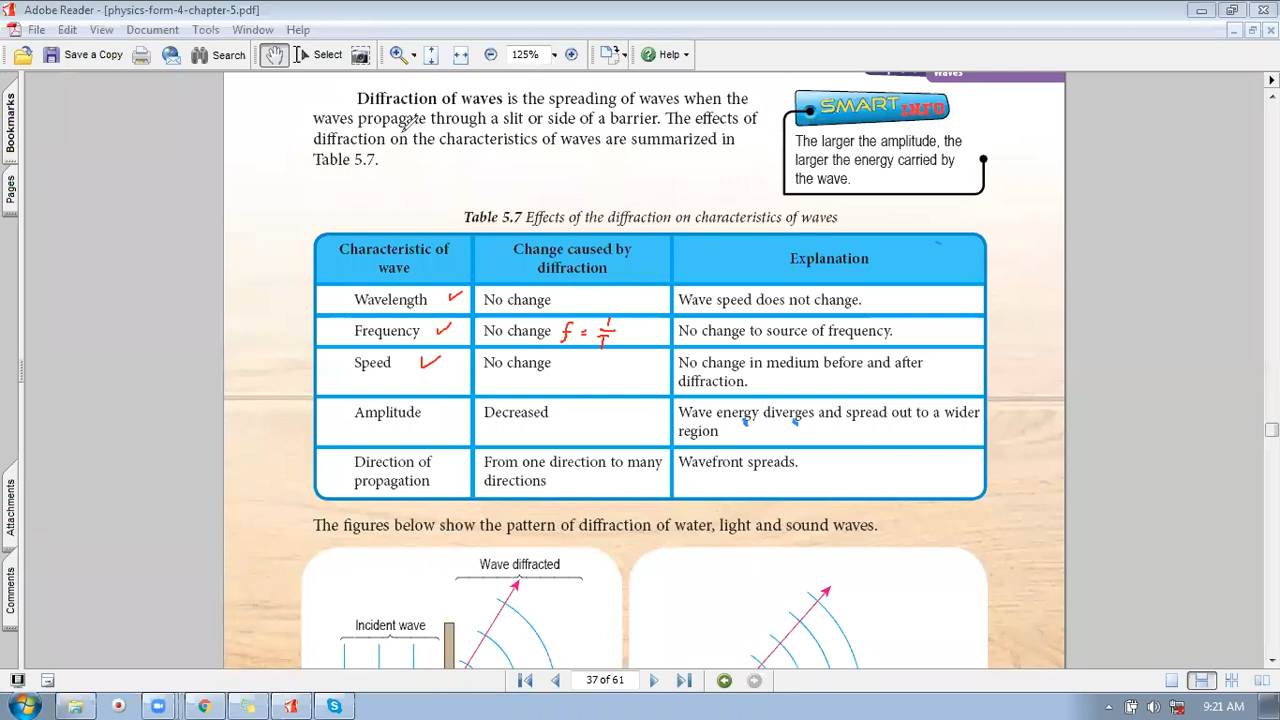 Adobe Reader - [physics-form-4-chapter-5.pdf]
File Edit View Document Tools Window Help
Save a Copy Search Select 125% Help
Bookmarks
Pages
Attachments
Comments
Waves
Diffraction of waves is the spreading of waves when the
waves propagate through a slit or side of a barrier. The effects of
diffraction on the characteristics of waves are summarized in
Table 5.7.
SMART INFO
The larger the amplitude, the
larger the energy carried by
the wave.
Table 5.7 Effects of the diffraction on characteristics of waves
Characteristic of
wave
Change caused by
diffraction
Explanation
Wavelength ✓
No change
Wave speed does not change.
Frequency ✓
No change f = 1/T
No change to source of frequency.
Speed ✓
No change
No change in medium before and after
diffraction.
Amplitude
Decreased
Wave energy diverges and spread out to a wider
region
Direction of
propagation
From one direction to many
directions
Wavefront spreads.
The figures below show the pattern of diffraction of water, light and sound waves.
Wave diffracted
Incident wave
37 of 61
9:21 AM